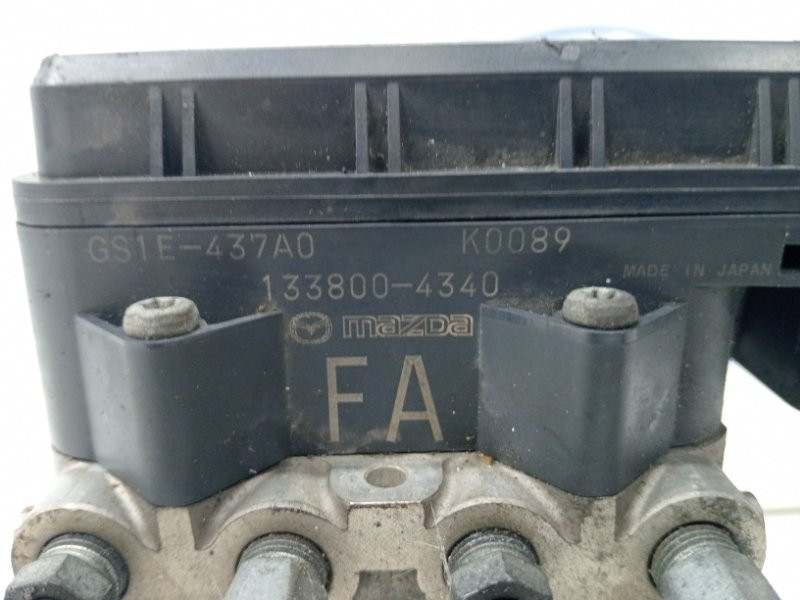 GS1E-437A0 K0089
133800-4340 MADE IN JAPAN
mazda
FA